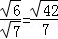 √6/√7 = √42/7